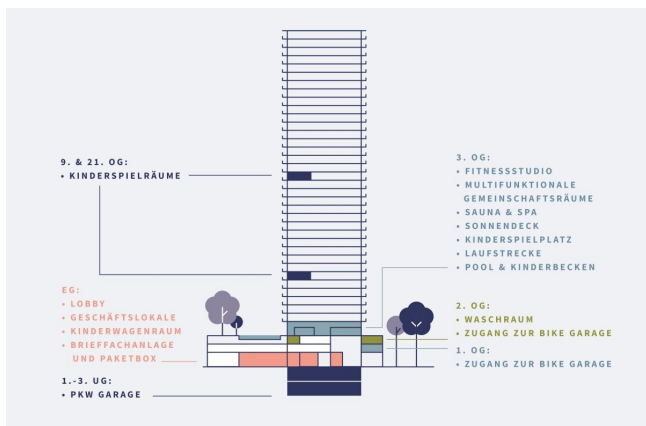 9. & 21. OG:
• KINDERSPIELRÄUME
EG:
• LOBBY
• GESCHÄFTSLOKALE
• KINDERWAGENRAUM
• BRIEFFACHANLAGE
UND PAKETBOX
1.-3. UG:
• PKW GARAGE
3. OG:
• FITNESSSTUDIO
• MULTIFUNKTIONALE
GEMEINSCHAFTSRÄUME
• SAUNA & SPA
• SONNENDECK
• KINDERSPIELPLATZ
• LAUFSTRECKE
• POOL & KINDERBECKEN
2. OG:
• WASCHRAUM
• ZUGANG ZUR BIKE GARAGE
1. OG:
• ZUGANG ZUR BIKE GARAGE